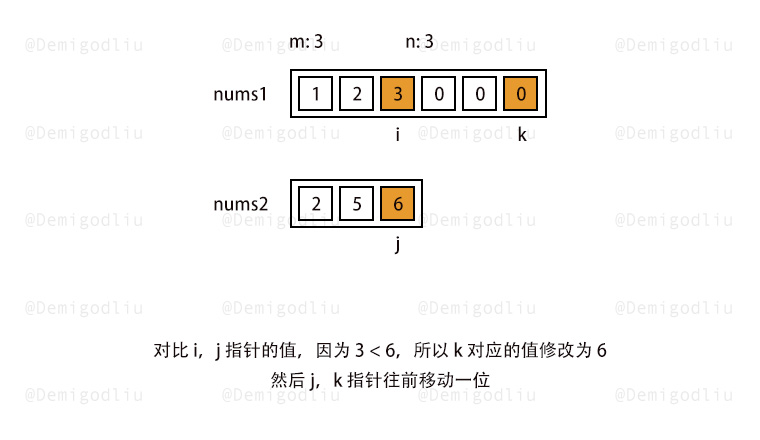 @Demigodliu @Demigodliu @Demigodliu @Demigodliu
m: 3 n: 3
nums1 1 2 3 0 0 0
@Demigodliu @Demigodliu @Demigodliu @Demigodliu
i k
nums2 2 5 6
@Demigodliu @Demigodliu @Demigodliu @Demigodliu
j
@Demigodliu @Demigodliu @Demigodliu @Demigodliu
对比 i，j 指针的值，因为 3 < 6，所以 k 对应的值修改为 6
然后 j，k 指针往前移动一位
@Demigodliu @Demigodliu @Demigodliu @Demigodliu